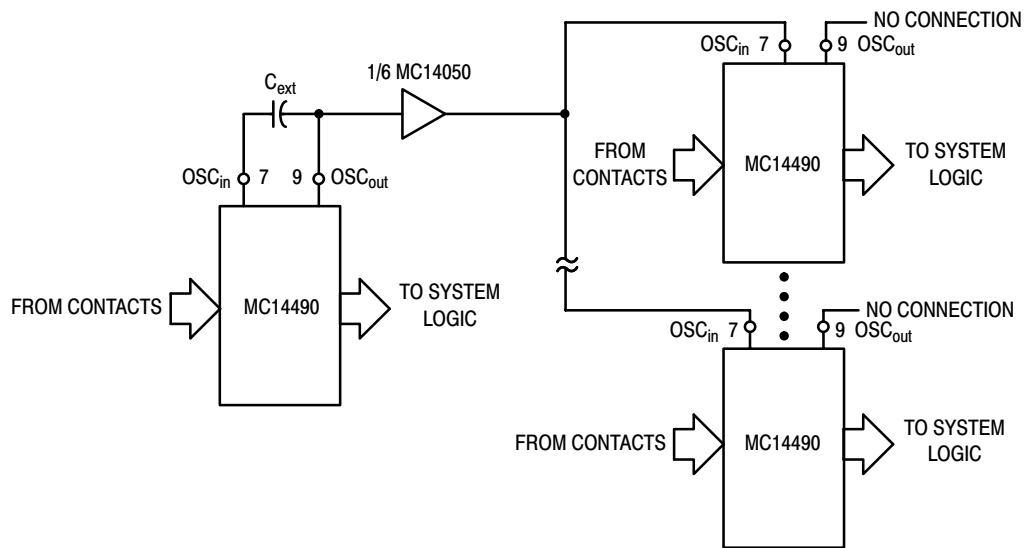 NO CONNECTION
OSCin 7
9 OSCout
1/6 MC14050
Cext
FROM
CONTACTS
MC14490
TO SYSTEM
LOGIC
OSCin 7
9 OSCout
FROM CONTACTS
MC14490
TO SYSTEM
LOGIC
NO CONNECTION
OSCin 7
9 OSCout
FROM CONTACTS
MC14490
TO SYSTEM
LOGIC